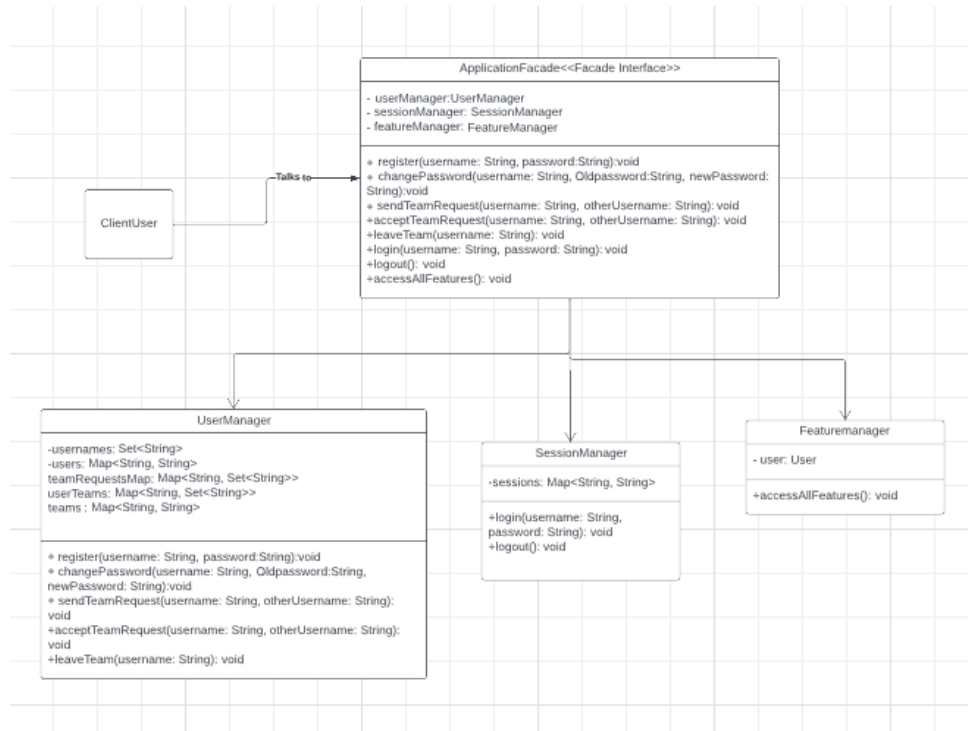 ApplicationFacade<<Facade Interface>>
- userManager:UserManager
- sessionManager: SessionManager
- featureManager: FeatureManager
+ register(username: String, password:String):void
+ changePassword(username: String, Oldpassword:String, newPassword:
String):void
+ sendTeamRequest(username: String, otherUsername: String): void
+acceptTeamRequest(username: String, otherUsername: String): void
+leaveTeam(username: String): void
+login(username: String, password: String): void
+logout(): void
+accessAllFeatures(): void
Talks to
ClientUser
UserManager
-usernames: Set<String>
-users: Map<String, String>
teamRequestsMap: Map<String, Set<String>>
userTeams: Map<String, Set<String>>
teams : Map<String, String>
+ register(username: String, password:String):void
+ changePassword(username: String, Oldpassword:String,
newPassword: String):void
+ sendTeamRequest(username: String, otherUsername: String):
void
+acceptTeamRequest(username: String, otherUsername: String):
void
+leaveTeam(username: String): void
SessionManager
-sessions: Map<String, String>
+login(username: String,
password: String): void
+logout(): void
Featuremanager
- user: User
+accessAllFeatures(): void